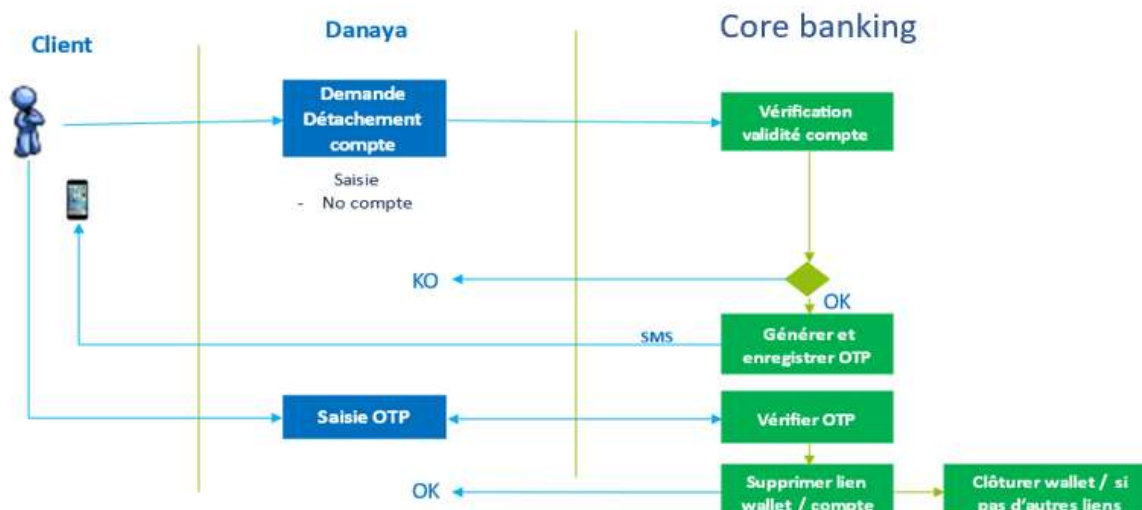 Client
Danaya
Core banking
Demande
Détachement
compte
Vérification
validité compte
Saisie
- No compte
KO
OK
SMS
Générer et
enregistrer OTP
Saisie OTP
Vérifier OTP
OK
Supprimer lien
wallet / compte
Clôturer wallet / si
pas d'autres liens